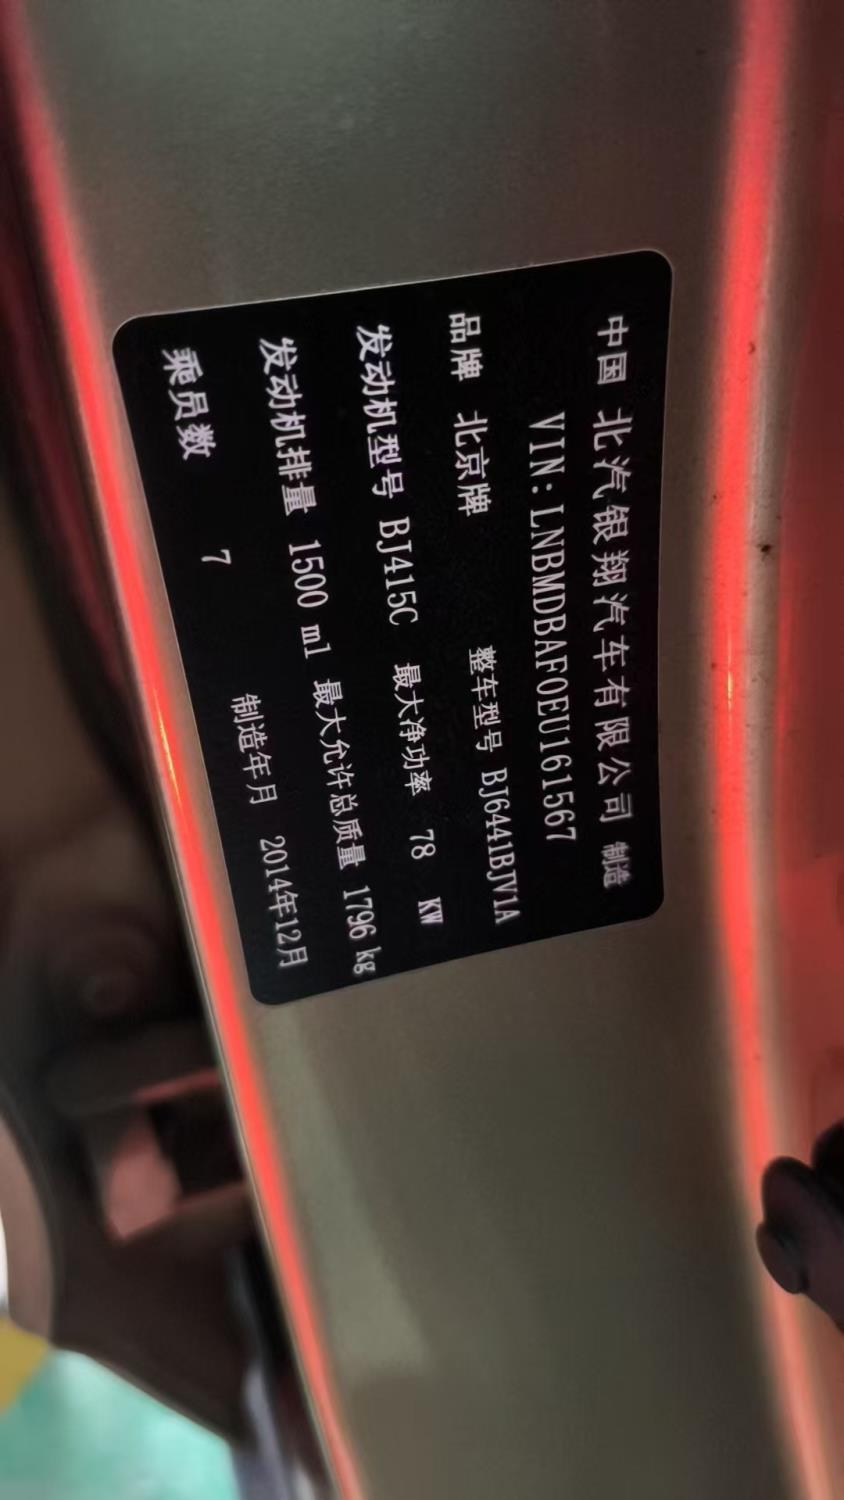 中国 北汽银翔汽车有限公司 制造
VIN:LNBMDBAF0EU161567
品牌 北京牌 整车型号 BJ6441BJV1A
发动机型号 BJ415C 最大净功率 78 KW
发动机排量 1500 ml 最大允许总质量 1796 kg
乘员数 7 制造年月 2014年12月